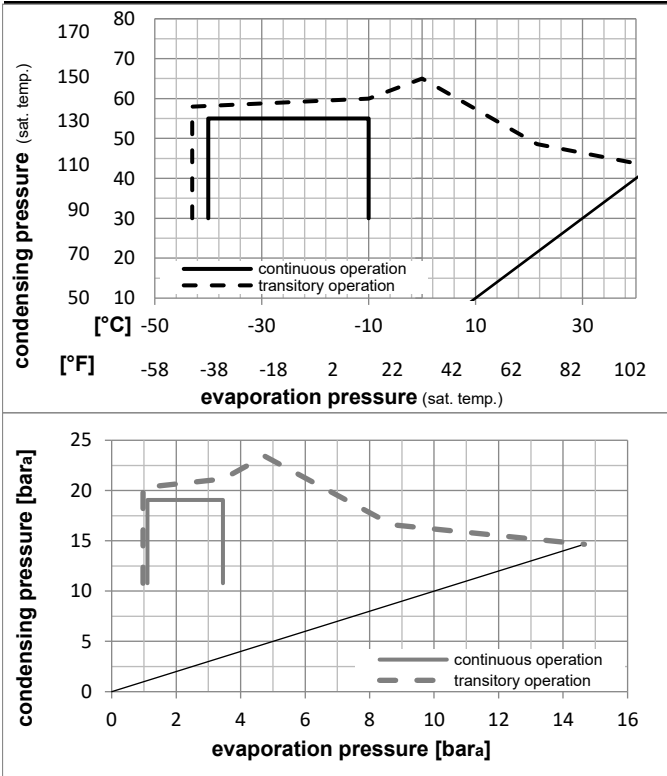 condensing pressure (sat. temp.)
170 80
70
150 60
130 50
110 40
90 30
70 20
50 10
continuous operation
transitory operation
[°C] -50 -30 -10 10 30
[°F] -58 -38 -18 2 22 42 62 82 102
evaporation pressure (sat. temp.)
condensing pressure [bara]
25
20
15
10
5
0
continuous operation
transitory operation
0 2 4 6 8 10 12 14 16
evaporation pressure [bara]